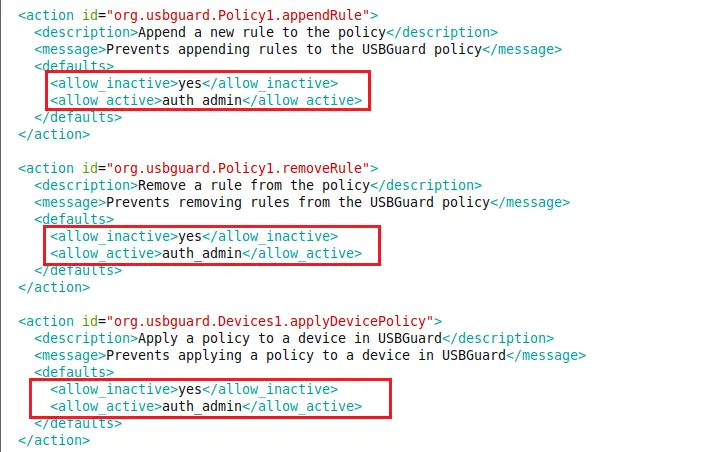 <action id="org.usbguard.Policy1.appendRule">
<description>Append a new rule to the policy</description>
<message>Prevents appending rules to the USBGuard policy</message>
<defaults>
<allow_inactive>yes</allow_inactive>
<allow_active>auth_admin</allow_active>
</defaults>
</action>
<action id="org.usbguard.Policy1.removeRule">
<description>Remove a rule from the policy</description>
<message>Prevents removing rules from the USBGuard policy</message>
<defaults>
<allow_inactive>yes</allow_inactive>
<allow_active>auth_admin</allow_active>
</defaults>
</action>
<action id="org.usbguard.Devices1.applyDevicePolicy">
<description>Apply a policy to a device in USBGuard</description>
<message>Prevents applying a policy to a device in USBGuard</message>
<defaults>
<allow_inactive>yes</allow_inactive>
<allow_active>auth_admin</allow_active>
</defaults>
</action>